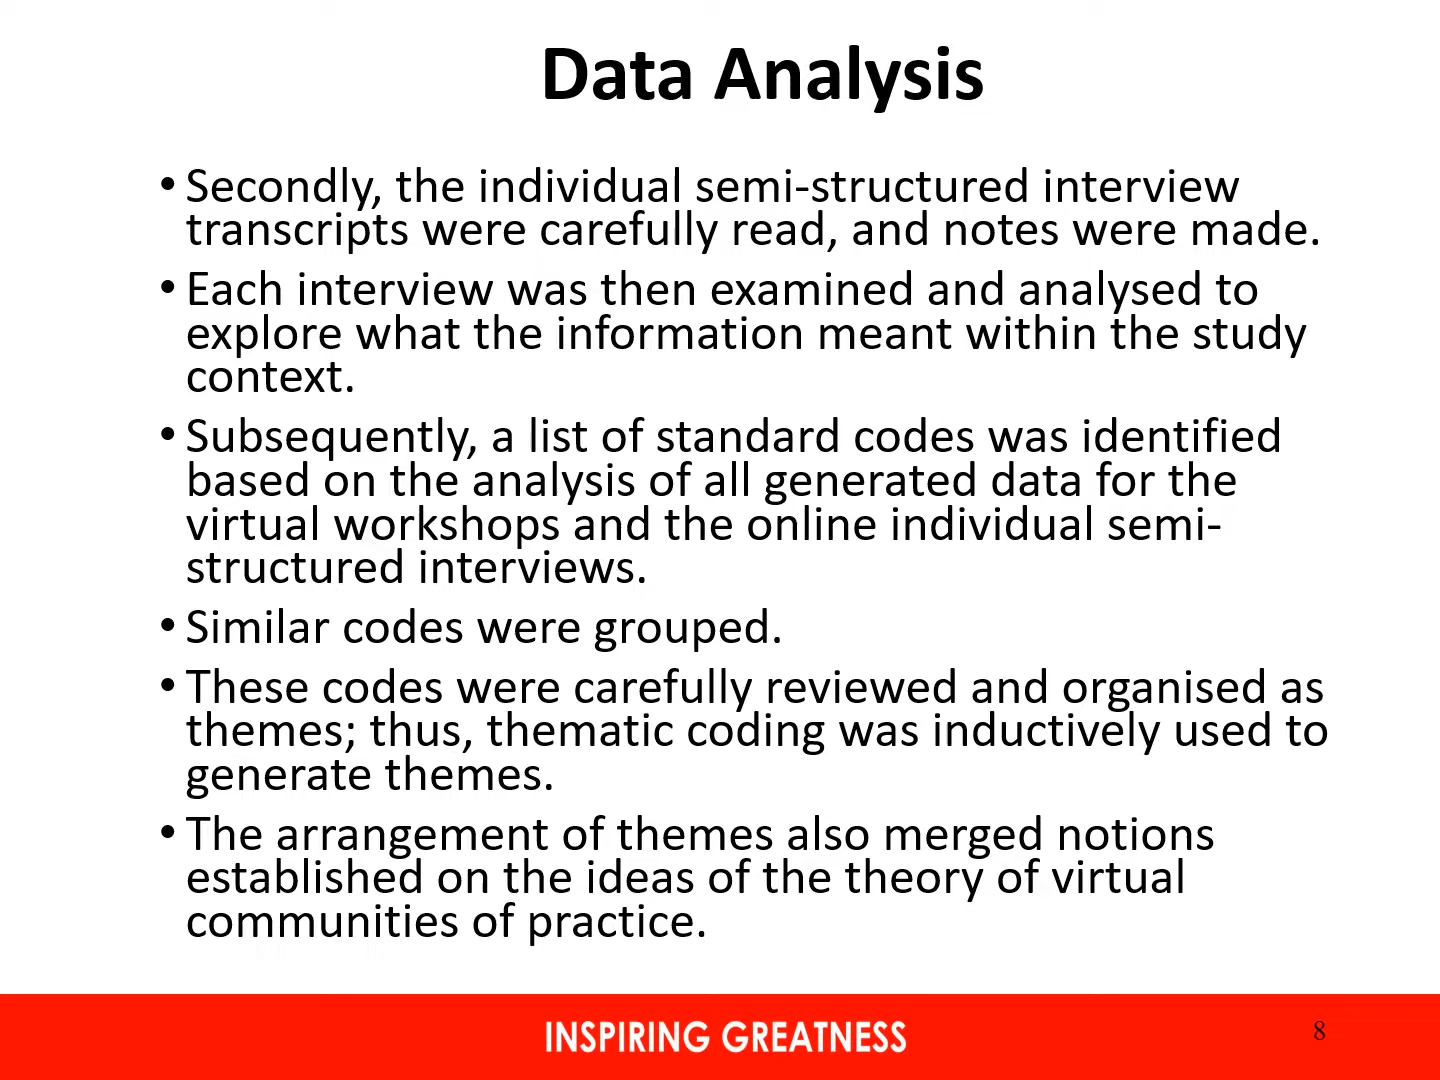 Data Analysis
• Secondly, the individual semi-structured interview
transcripts were carefully read, and notes were made.
• Each interview was then examined and analysed to
explore what the information meant within the study
context.
• Subsequently, a list of standard codes was identified
based on the analysis of all generated data for the
virtual workshops and the online individual semi-
structured interviews.
• Similar codes were grouped.
• These codes were carefully reviewed and organised as
themes; thus, thematic coding was inductively used to
generate themes.
• The arrangement of themes also merged notions
established on the ideas of the theory of virtual
communities of practice.
INSPIRING GREATNESS
8